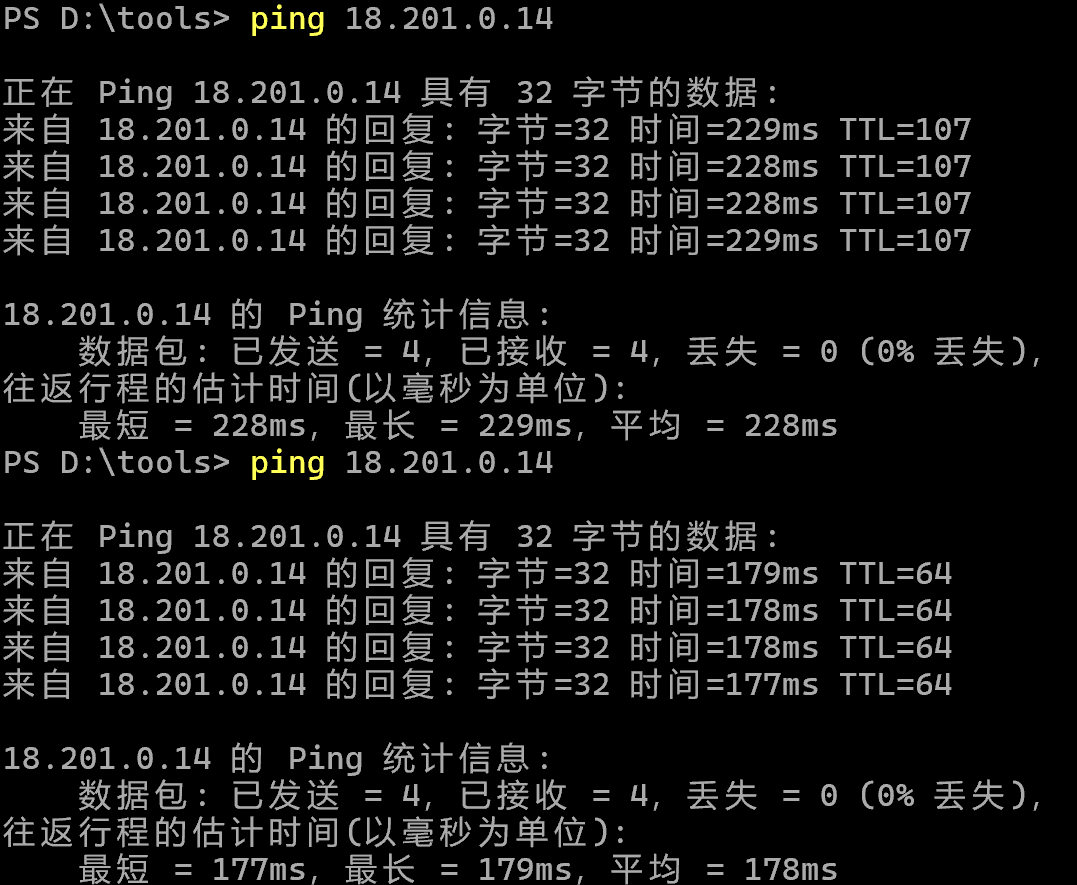 PS D:\tools> ping 18.201.0.14
正在 Ping 18.201.0.14 具有 32 字节的数据:
来自 18.201.0.14 的回复: 字节=32 时间=229ms TTL=107
来自 18.201.0.14 的回复: 字节=32 时间=228ms TTL=107
来自 18.201.0.14 的回复: 字节=32 时间=228ms TTL=107
来自 18.201.0.14 的回复: 字节=32 时间=229ms TTL=107
18.201.0.14 的 Ping 统计信息:
数据包: 已发送 = 4, 已接收 = 4, 丢失 = 0 (0% 丢失),
往返行程的估计时间(以毫秒为单位):
最短 = 228ms, 最长 = 229ms, 平均 = 228ms
PS D:\tools> ping 18.201.0.14
正在 Ping 18.201.0.14 具有 32 字节的数据:
来自 18.201.0.14 的回复: 字节=32 时间=179ms TTL=64
来自 18.201.0.14 的回复: 字节=32 时间=178ms TTL=64
来自 18.201.0.14 的回复: 字节=32 时间=178ms TTL=64
来自 18.201.0.14 的回复: 字节=32 时间=177ms TTL=64
18.201.0.14 的 Ping 统计信息:
数据包: 已发送 = 4, 已接收 = 4, 丢失 = 0 (0% 丢失),
往返行程的估计时间(以毫秒为单位):
最短 = 177ms, 最长 = 179ms, 平均 = 178ms